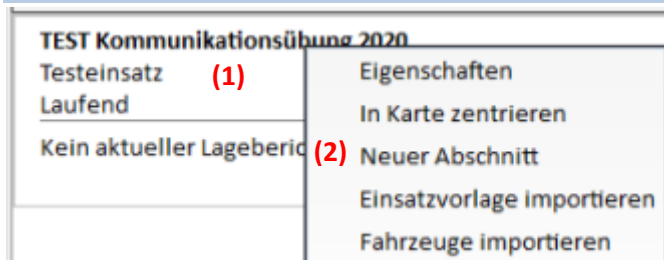 TEST Kommunikationsübung 2020
Testeinsatz (1)
Laufend
Kein aktueller Lageberic
Eigenschaften
In Karte zentrieren
(2) Neuer Abschnitt
Einsatzvorlage importieren
Fahrzeuge importieren